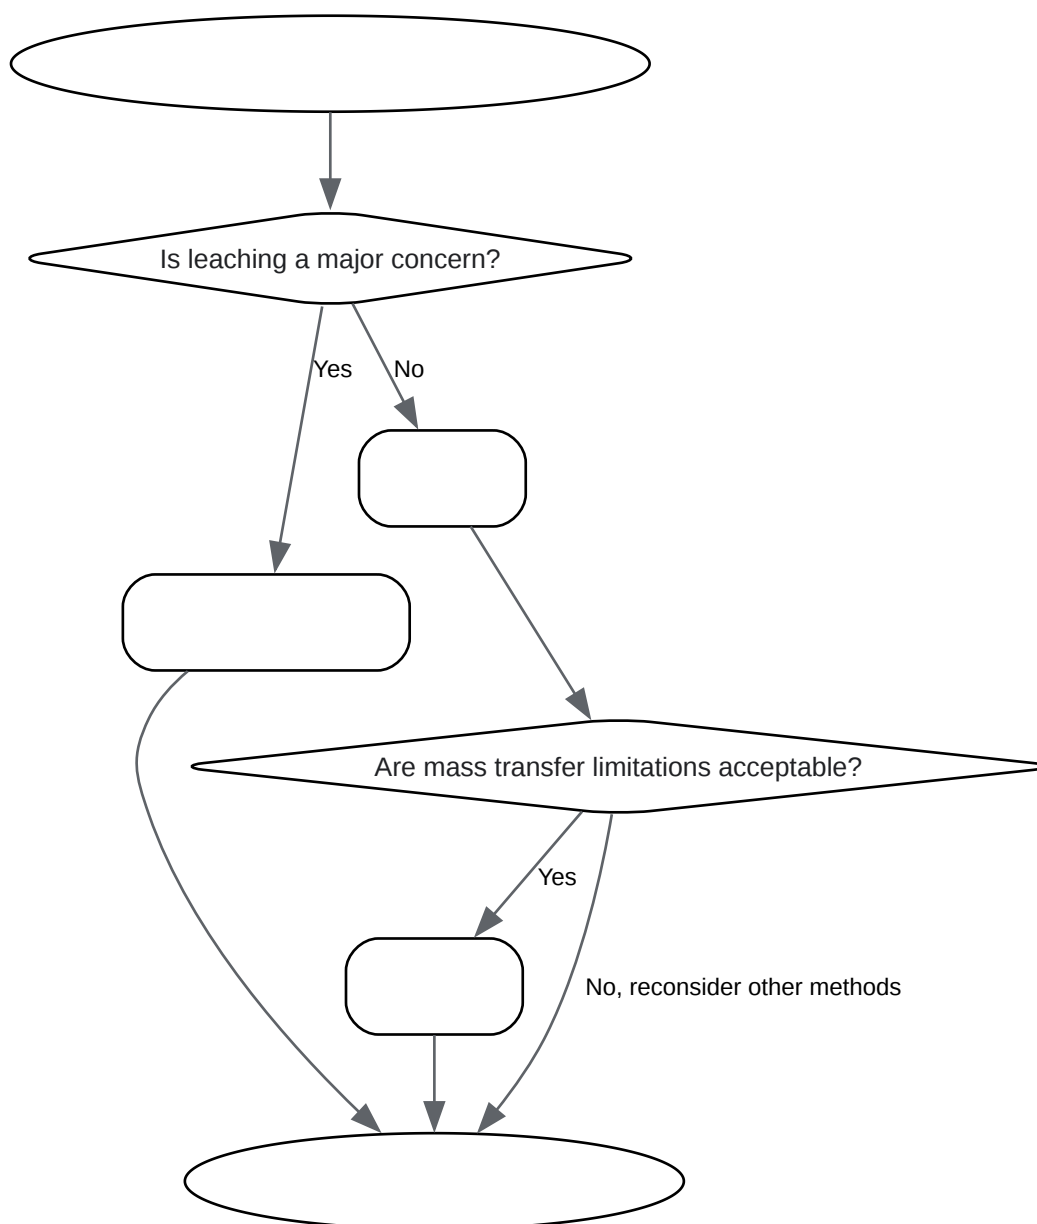 Is leaching a major concern?
Yes
No
Are mass transfer limitations acceptable?
Yes
No, reconsider other methods